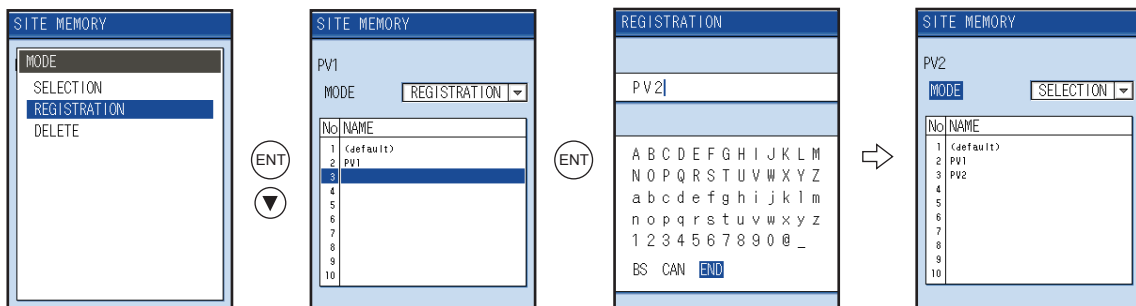 SITE MEMORY
MODE
SELECTION
REGISTRATION
DELETE
ENT
▼
SITE MEMORY
PV1
MODE REGISTRATION ▼
No NAME
1 (default)
2 PV1
3
4
5
6
7
8
9
10
ENT
REGISTRATION
PV2
A B C D E F G H I J K L M
N O P Q R S T U V W X Y Z
a b c d e f g h i j k l m
n o p q r s t u v w x y z
1 2 3 4 5 6 7 8 9 0 @ _
BS CAN END
SITE MEMORY
PV2
MODE SELECTION ▼
No NAME
1 (default)
2 PV1
3 PV2
4
5
6
7
8
9
10